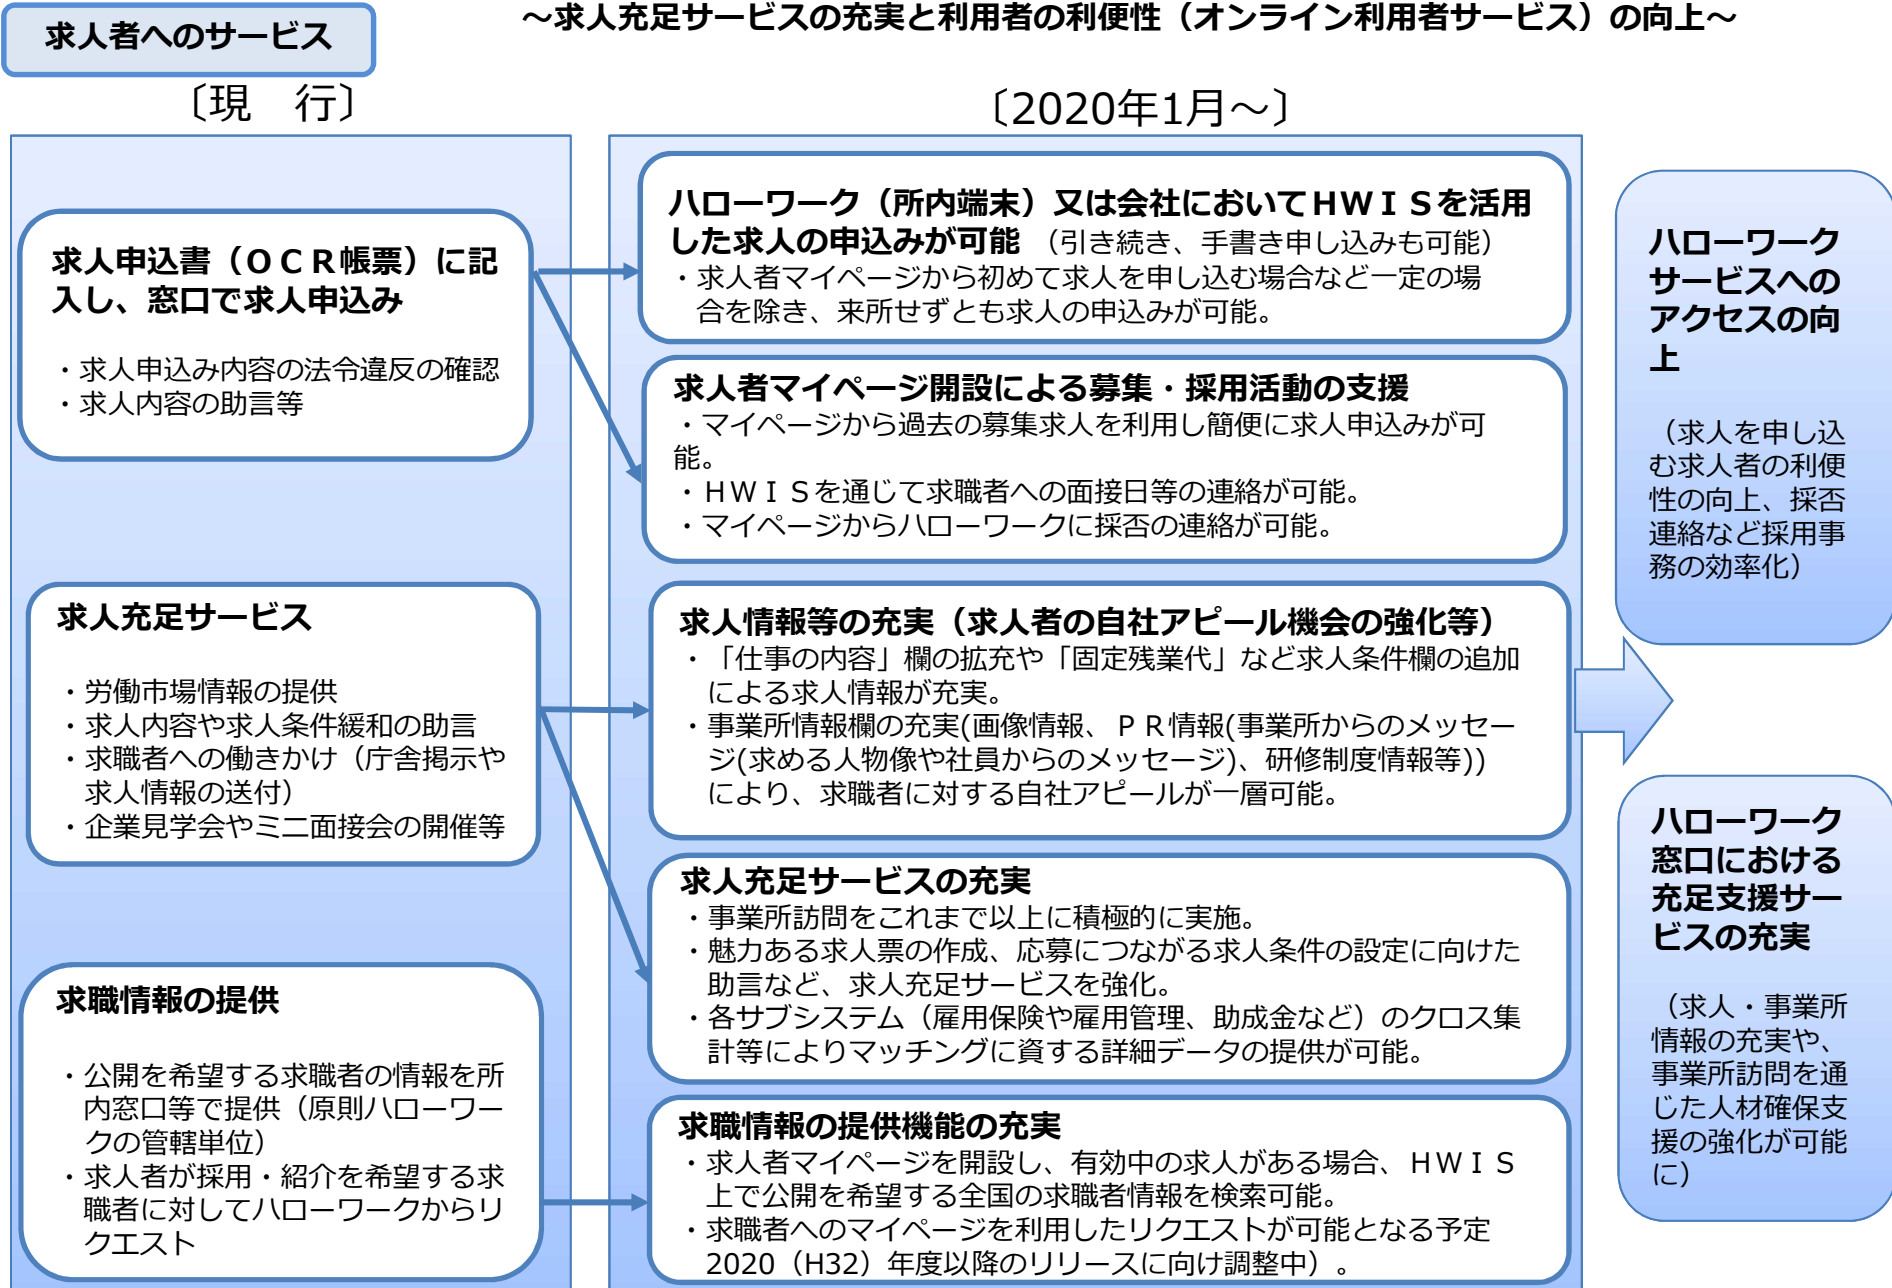 ～求人充足サービスの充実と利用者の利便性（オンライン利用者サービス）の向上～
求人者へのサービス
〔現　行〕
〔2020年1月～〕
求人申込書（ＯＣＲ帳票）に記
入し、窓口で求人申込み
・求人申込み内容の法令違反の確認
・求人内容の助言等
求人充足サービス
・労働市場情報の提供
・求人内容や求人条件緩和の助言
・求職者への働きかけ（庁舎掲示や
求人情報の送付）
・企業見学会やミニ面接会の開催等
求職情報の提供
・公開を希望する求職者の情報を所
内窓口等で提供（原則ハローワー
クの管轄単位）
・求人者が採用・紹介を希望する求
職者に対してハローワークからリ
クエスト
ハローワーク（所内端末）又は会社においてＨＷＩＳを活用
した求人の申込みが可能　（引き続き、手書き申し込みも可能）
・求人者マイページから初めて求人を申し込む場合など一定の場
合を除き、来所せずとも求人の申込みが可能。
求人者マイページ開設による募集・採用活動の支援
・マイページから過去の募集求人を利用し簡便に求人申込みが可
能。
・ＨＷＩＳを通じて求職者への面接日等の連絡が可能。
・マイページからハローワークに採否の連絡が可能。
求人情報等の充実（求人者の自社アピール機会の強化等）
・「仕事の内容」欄の拡充や「固定残業代」など求人条件欄の追加
による求人情報が充実。
・事業所情報欄の充実(画像情報、ＰＲ情報(事業所からのメッセー
ジ(求める人物像や社員からのメッセージ)、研修制度情報等))
により、求職者に対する自社アピールが一層可能。
求人充足サービスの充実
・事業所訪問をこれまで以上に積極的に実施。
・魅力ある求人票の作成、応募につながる求人条件の設定に向けた
助言など、求人充足サービスを強化。
・各サブシステム（雇用保険や雇用管理、助成金など）のクロス集
計等によりマッチングに資する詳細データの提供が可能。
求職情報の提供機能の充実
・求人者マイページを開設し、有効中の求人がある場合、ＨＷＩＳ
上で公開を希望する全国の求職者情報を検索可能。
・求職者へのマイページを利用したリクエストが可能となる予定
2020（H32）年度以降のリリースに向け調整中）。
ハローワーク
サービスへの
アクセスの向
上
（求人を申し込
む求人者の利便
性の向上、採否
連絡など採用事
務の効率化）
ハローワーク
窓口における
充足支援サー
ビスの充実
（求人・事業所
情報の充実や、
事業所訪問を通
じた人材確保支
援の強化が可能
に）